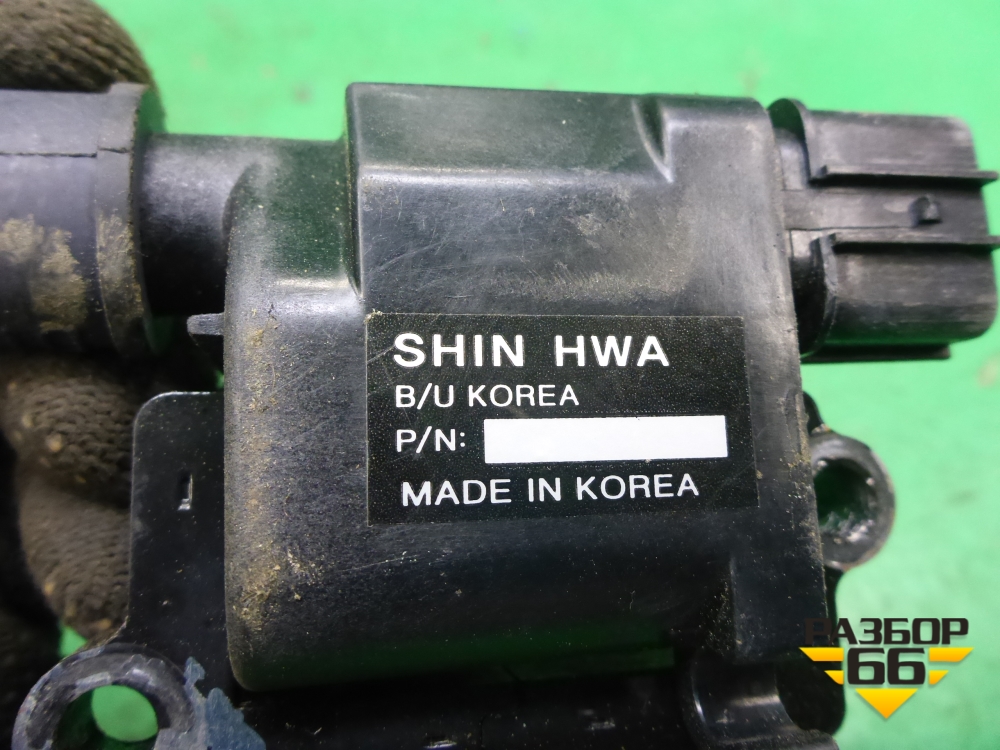 SHIN HWA
B/U KOREA
P/N:
MADE IN KOREA
РАЗБОР
66